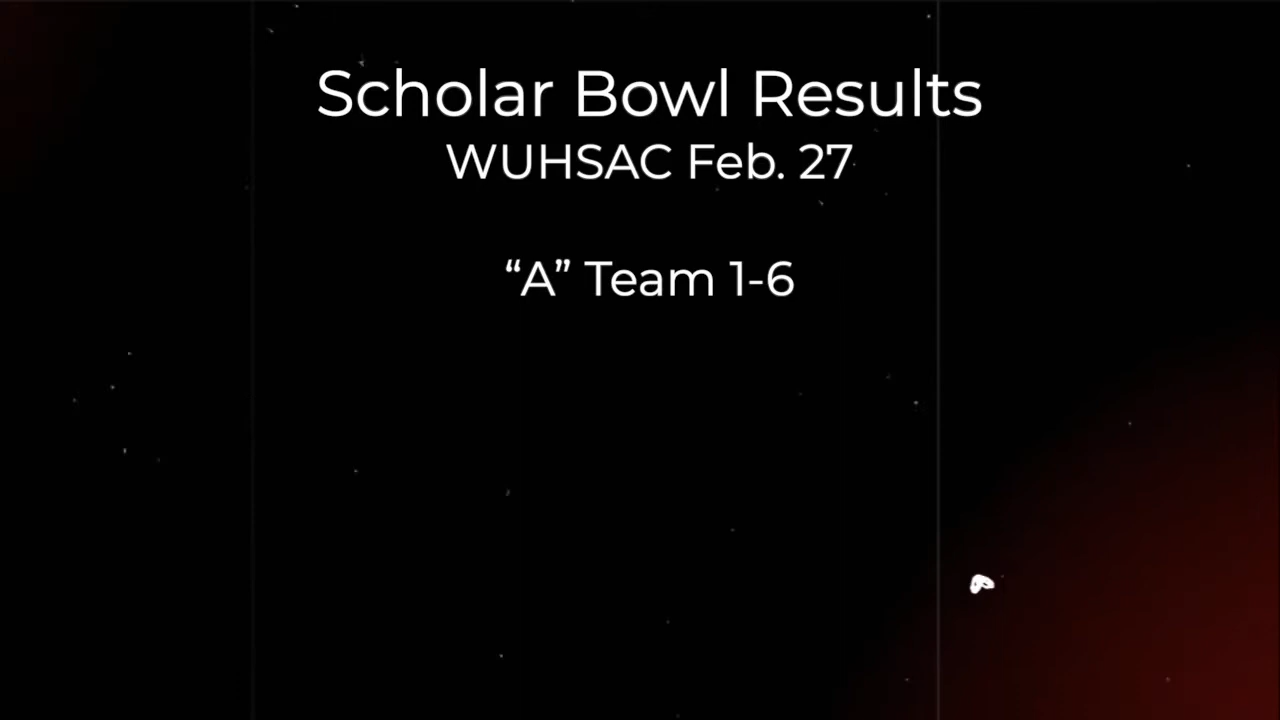 Scholar Bowl Results
WUHSAC Feb. 27
“A” Team 1-6